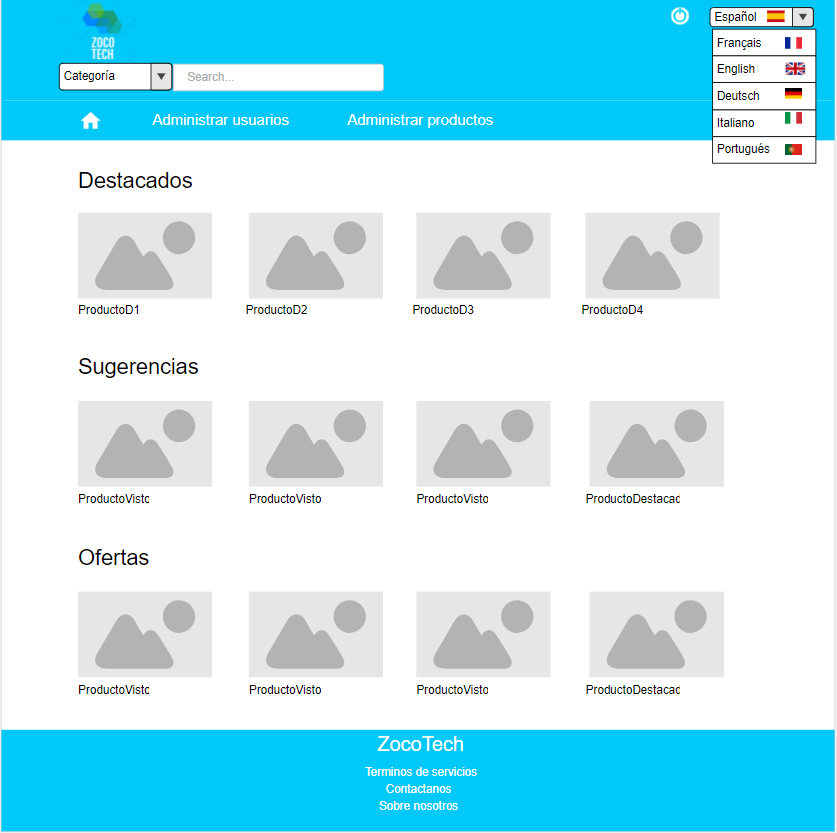 Español
ZOCO
TECH
Français
English
Deutsch
Italiano
Portugués
Categoría
Search...
Administrar usuarios
Administrar productos
Destacados
ProductoD1
ProductoD2
ProductoD3
ProductoD4
Sugerencias
ProductoVisto
ProductoVisto
ProductoVisto
ProductoDestacad
Ofertas
ProductoVisto
ProductoVisto
ProductoVisto
ProductoDestacad
ZocoTech
Terminos de servicios
Contactanos
Sobre nosotros